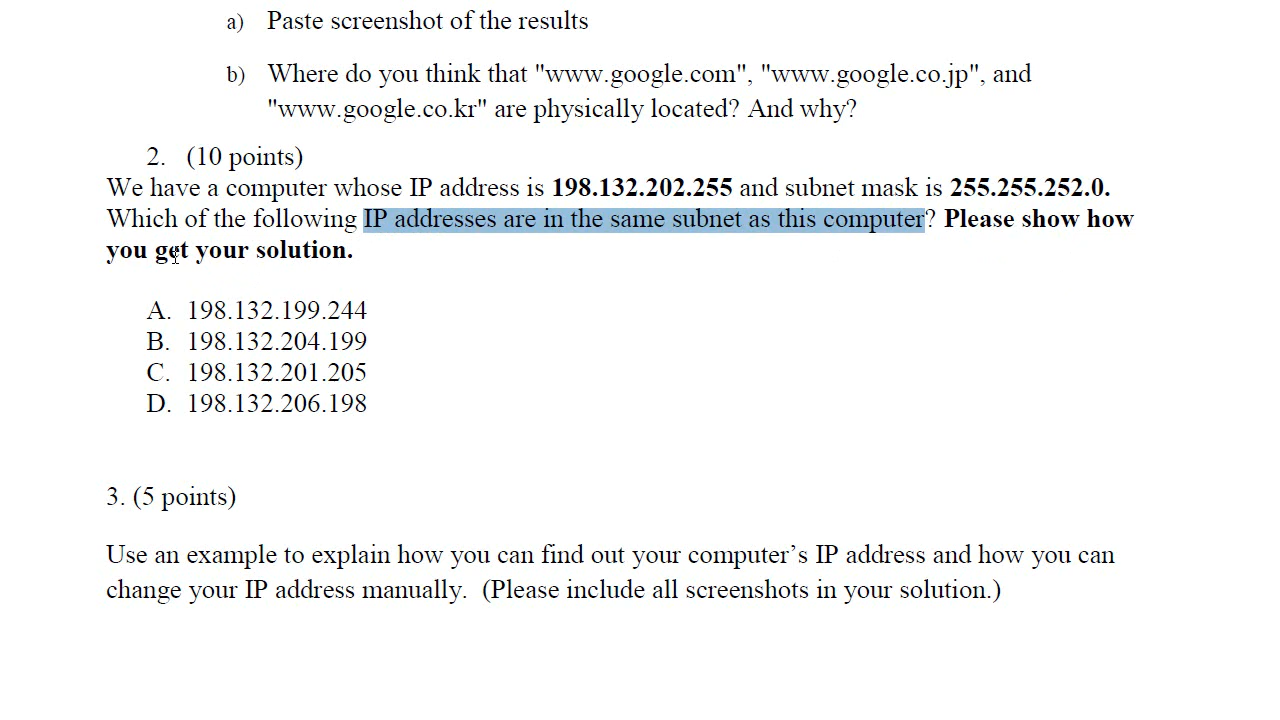 a) Paste screenshot of the results
b) Where do you think that "www.google.com", "www.google.co.jp", and
"www.google.co.kr" are physically located? And why?
2. (10 points)
We have a computer whose IP address is 198.132.202.255 and subnet mask is 255.255.252.0.
Which of the following IP addresses are in the same subnet as this computer? Please show how
you get your solution.
A. 198.132.199.244
B. 198.132.204.199
C. 198.132.201.205
D. 198.132.206.198
3. (5 points)
Use an example to explain how you can find out your computer’s IP address and how you can
change your IP address manually. (Please include all screenshots in your solution.)